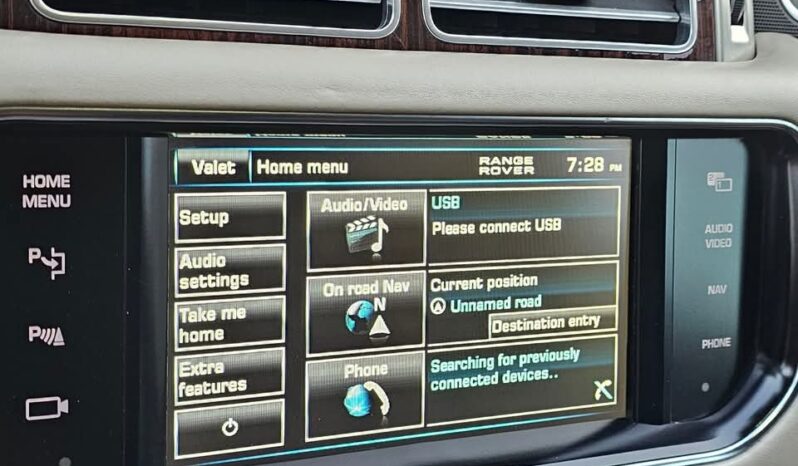 HOME
MENU
P
P
Valet
Home menu
RANGE
ROVER
7:28 PM
Setup
Audio
settings
Take me
home
Extra
features
Audio/Video
USB
Please connect USB
On road Nav
N
Current position
A Unnamed road
Destination entry
Phone
Searching for previously
connected devices..
1
AUDIO
VIDEO
NAV
PHONE